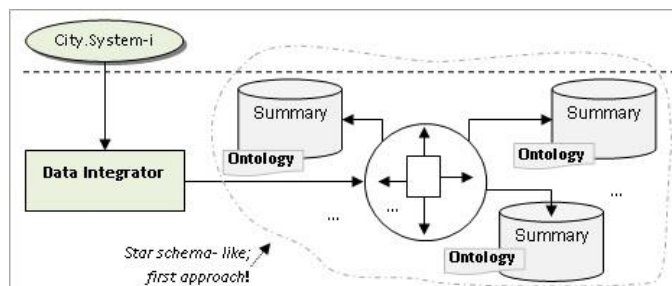 City.System-i
Summary
Ontology
Summary
Ontology
Data Integrator
...
...
...
Summary
Ontology
Star schema- like;
first approach!